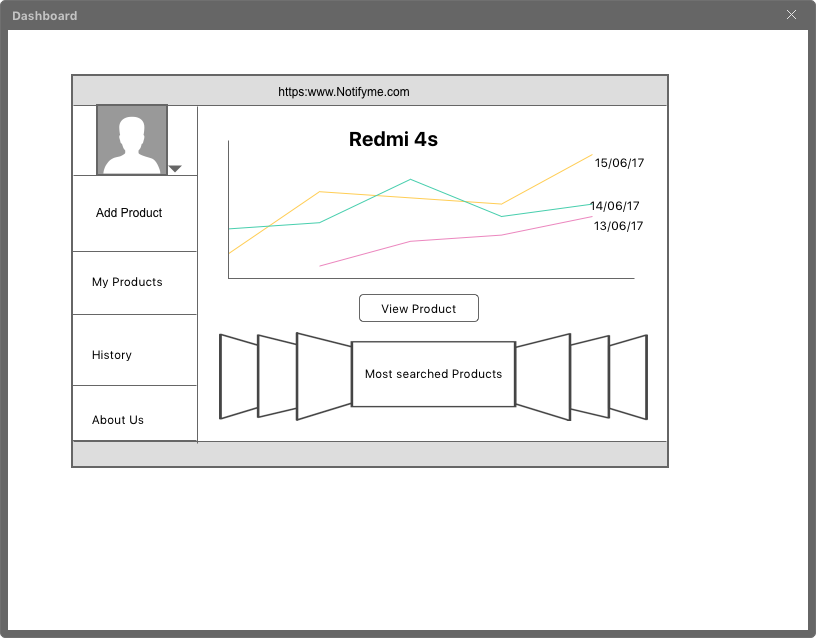 Dashboard
https:www.Notifyme.com
Redmi 4s
15/06/17
14/06/17
13/06/17
Add Product
My Products
History
About Us
View Product
Most searched Products